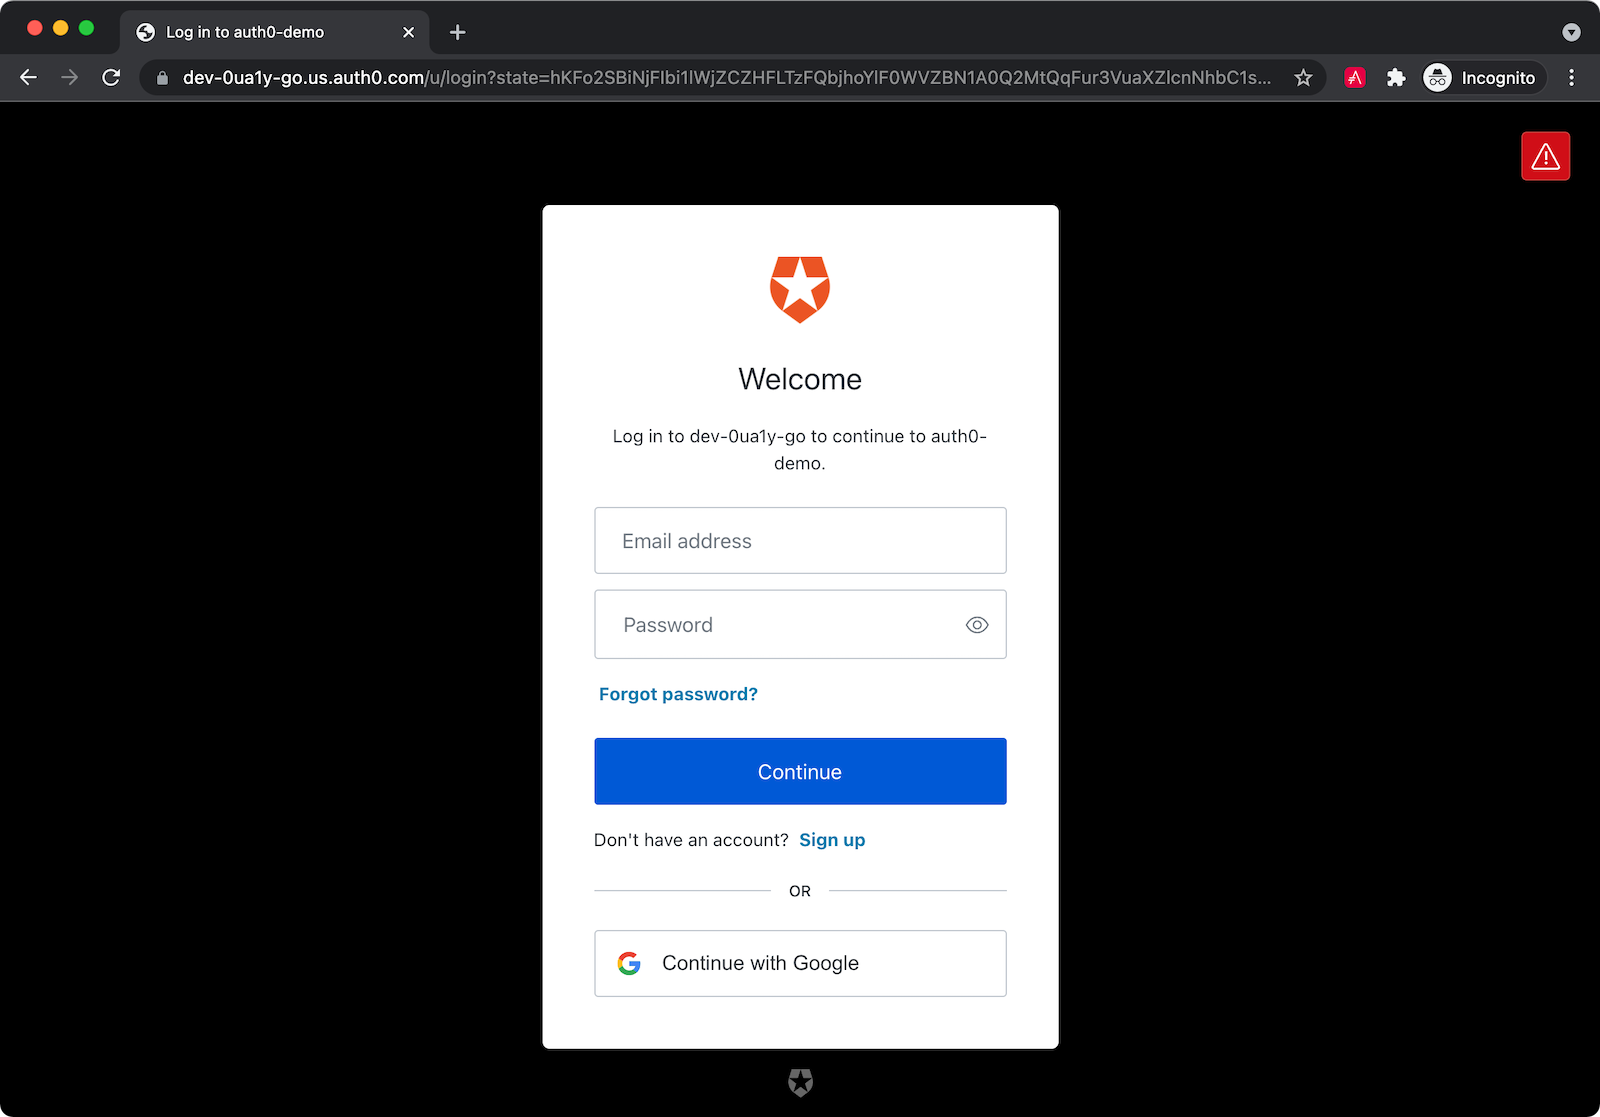 Log in to auth0-demo
dev-0ua1y-go.us.auth0.com/u/login?state=hKFo2SBiNjFIbi1IWjZCZHFLTzFQbjhoYlF0WVZBN1A0Q2MtQqFur3VuaXZlcnNhbC1s...
Incognito
Welcome
Log in to dev-0ua1y-go to continue to auth0-
demo.
Email address
Password
Forgot password?
Continue
Don't have an account? Sign up
OR
Continue with Google